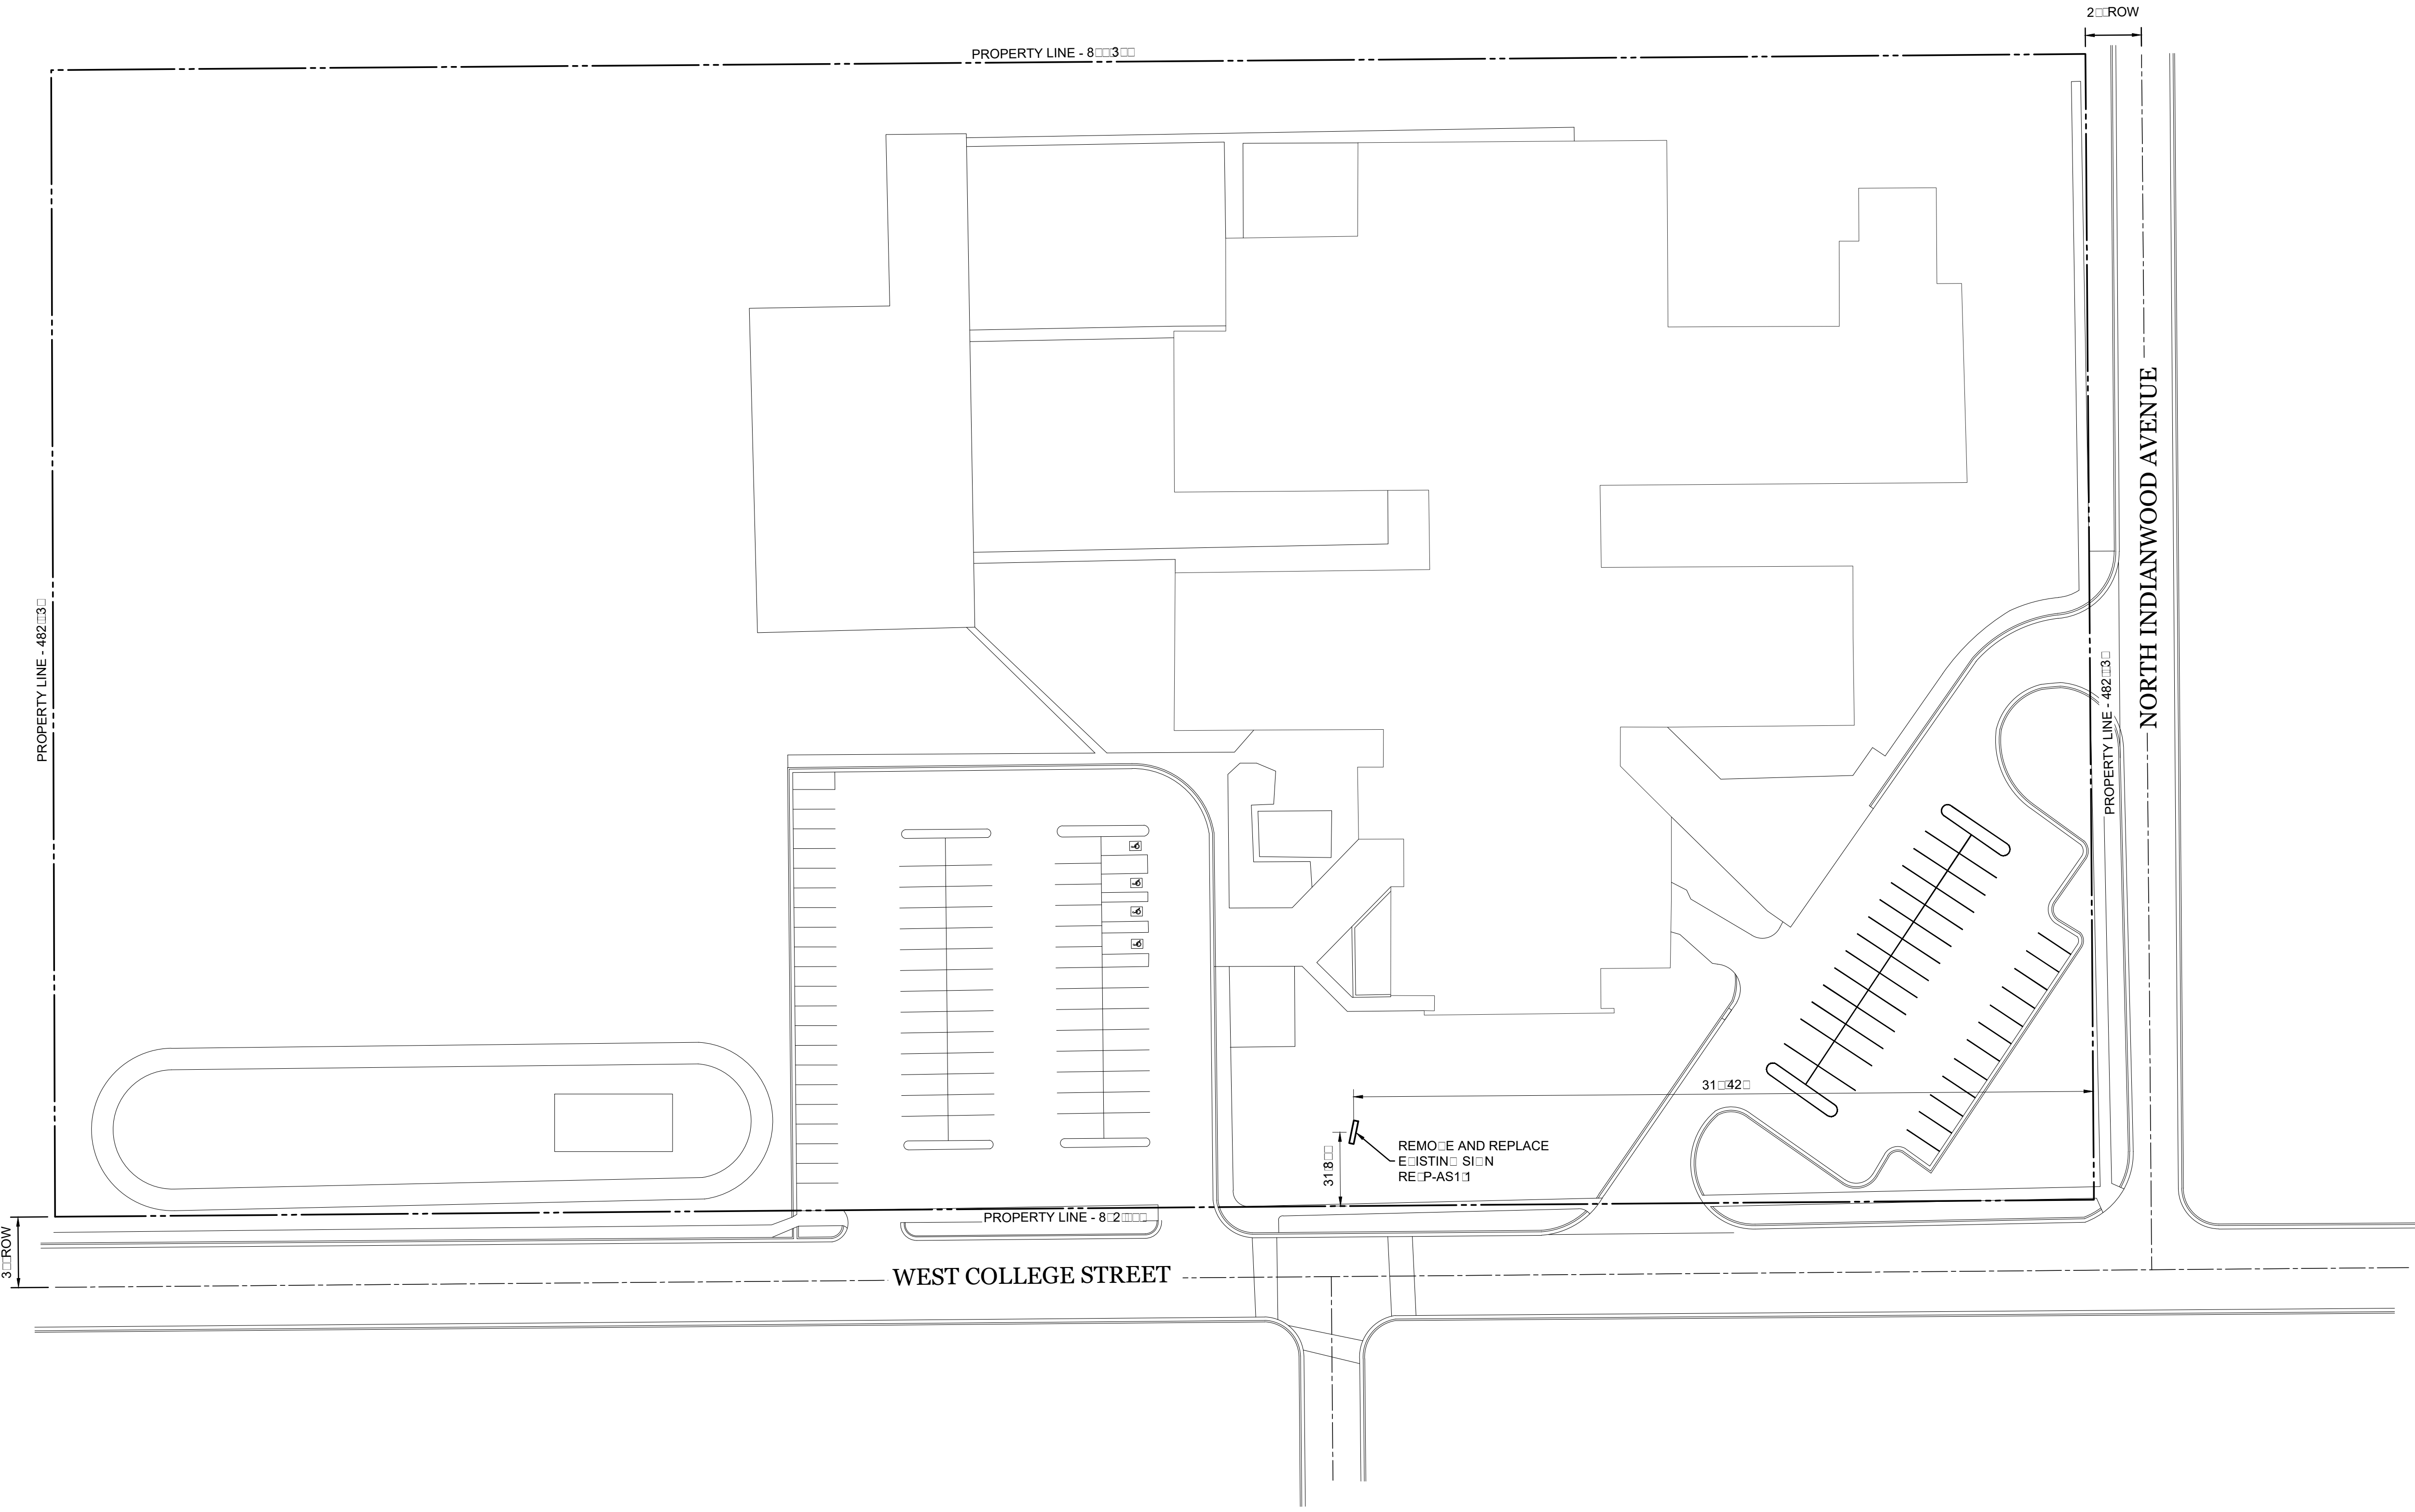 2□□ROW
PROPERTY LINE - 8□□3□□
NORTH INDIANWOOD AVENUE
PROPERTY LINE - 482□□3□
PROPERTY LINE - 482□□3□
31□42□
REMO□E AND REPLACE
E□ISTIN□ SI□N
RE□P-AS1□1
31□8□□
PROPERTY LINE - 8□2□□□□
3□□ROW
WEST COLLEGE STREET